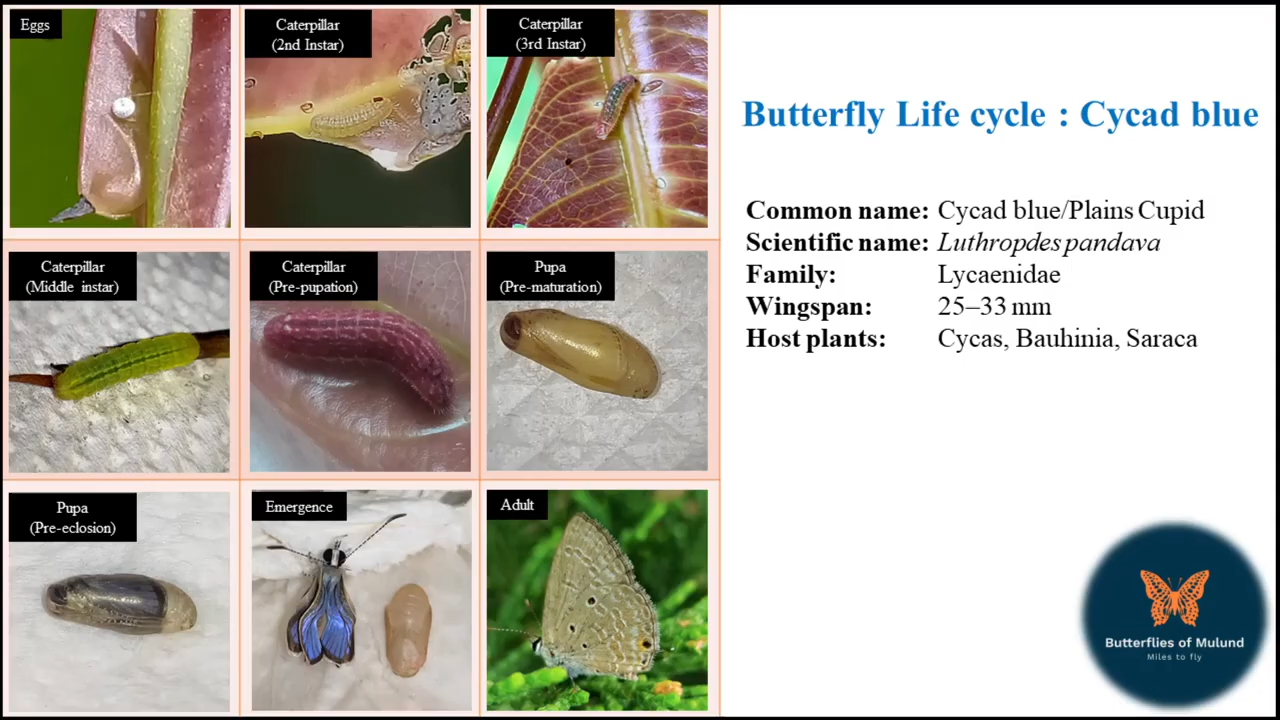 Eggs
Caterpillar
(2nd Instar)
Caterpillar
(3rd Instar)
Caterpillar
(Middle instar)
Caterpillar
(Pre-pupation)
Pupa
(Pre-maturation)
Pupa
(Pre-eclosion)
Emergence
Adult
Butterfly Life cycle : Cycad blue
Common name: Cycad blue/Plains Cupid
Scientific name: Luthropdes pandava
Family: Lycaenidae
Wingspan: 25–33 mm
Host plants: Cycas, Bauhinia, Saraca
Butterflies of Mulund
Miles to fly